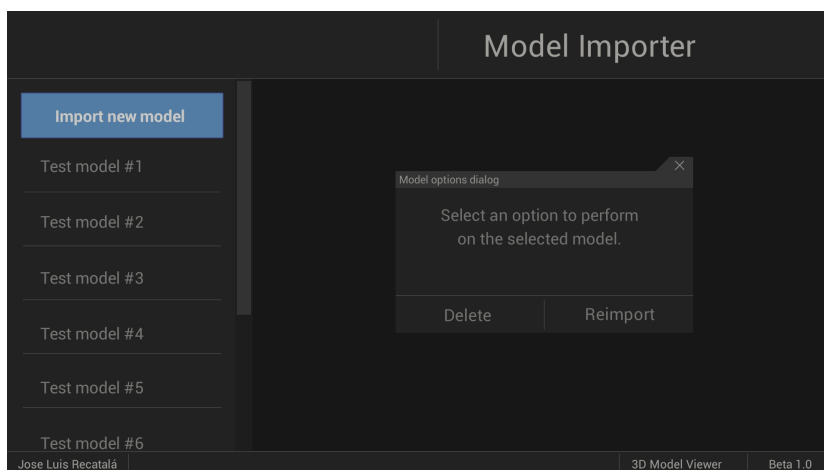 Model Importer
Import new model
Test model #1
Test model #2
Test model #3
Test model #4
Test model #5
Test model #6
Model options dialog
Select an option to perform
on the selected model.
Delete
Reimport
Jose Luis Recatalá
3D Model Viewer
Beta 1.0